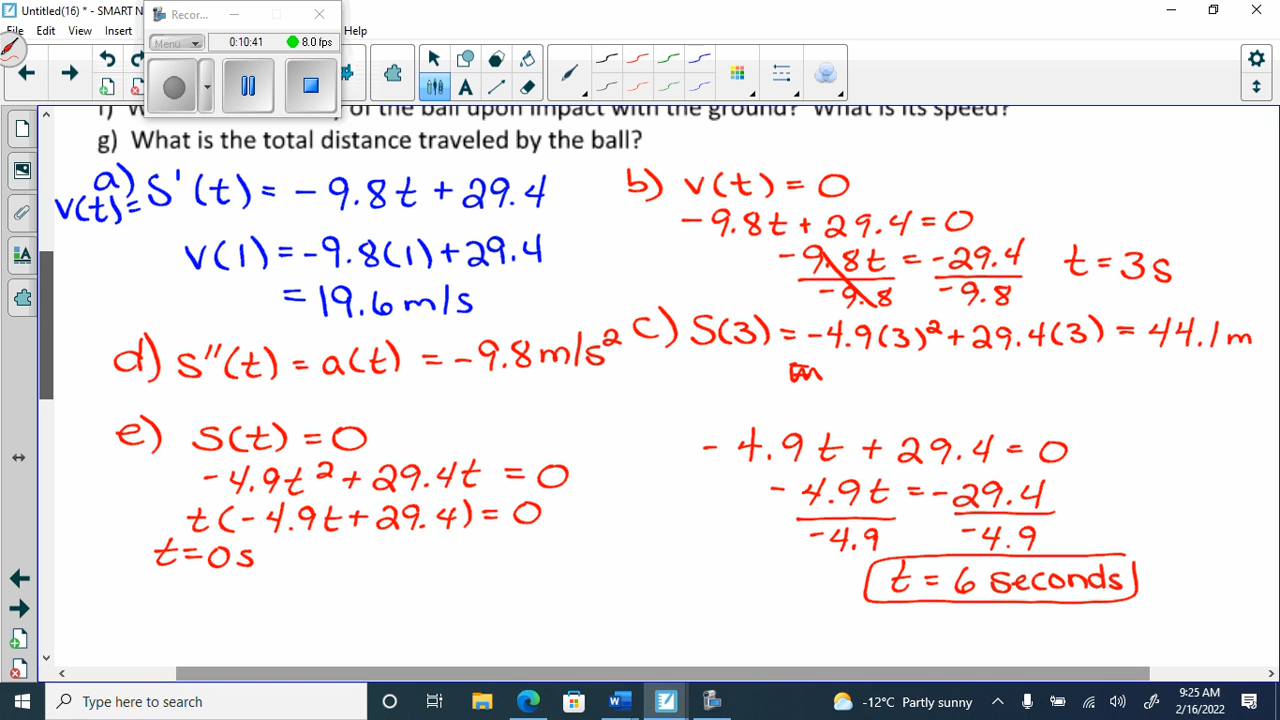 Untitled(16) * - SMART N
Recor...
File Edit View Insert
Help
Menu
0:10:41
8.0 fps
of the ball upon impact with the ground? What is its speed?
g) What is the total distance traveled by the ball?
a) S'(t) = -9.8t + 29.4
v(t)=
v(1) = -9.8(1)+29.4
= 19.6 m/s
b) v(t) = 0
-9.8t + 29.4 = 0
-9.8t = -29.4
-9.8 -9.8
t = 3s
c) S(3) = -4.9(3)² + 29.4(3) = 44.1m
d) s''(t) = a(t) = -9.8 m/s²
e) S(t) = 0
-4.9t² + 29.4t = 0
t(-4.9t + 29.4) = 0
t = 0s
-4.9t + 29.4 = 0
-4.9t = -29.4
-4.9 -4.9
t = 6 seconds
Type here to search
-12°C Partly sunny
9:25 AM
2/16/2022